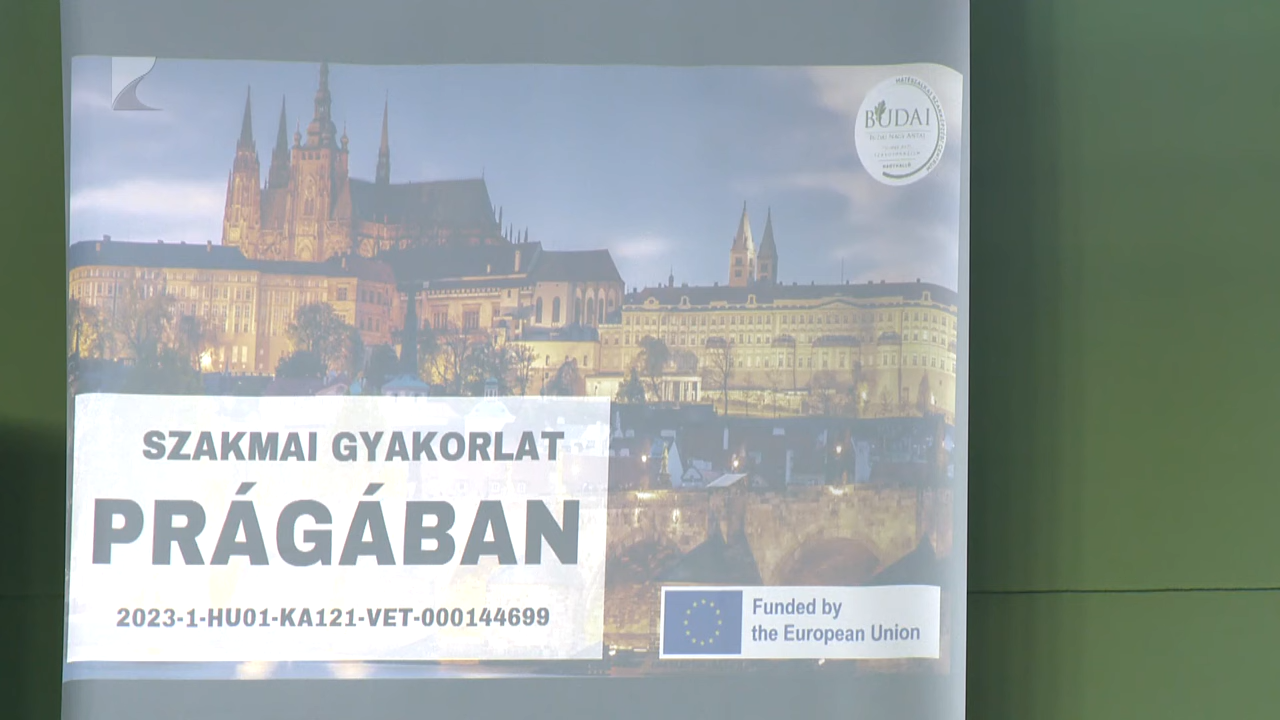 BUDAI
SZAKMAI GYAKORLAT
PRÁGÁBAN
2023-1-HU01-KA121-VET-000144699
Funded by
the European Union